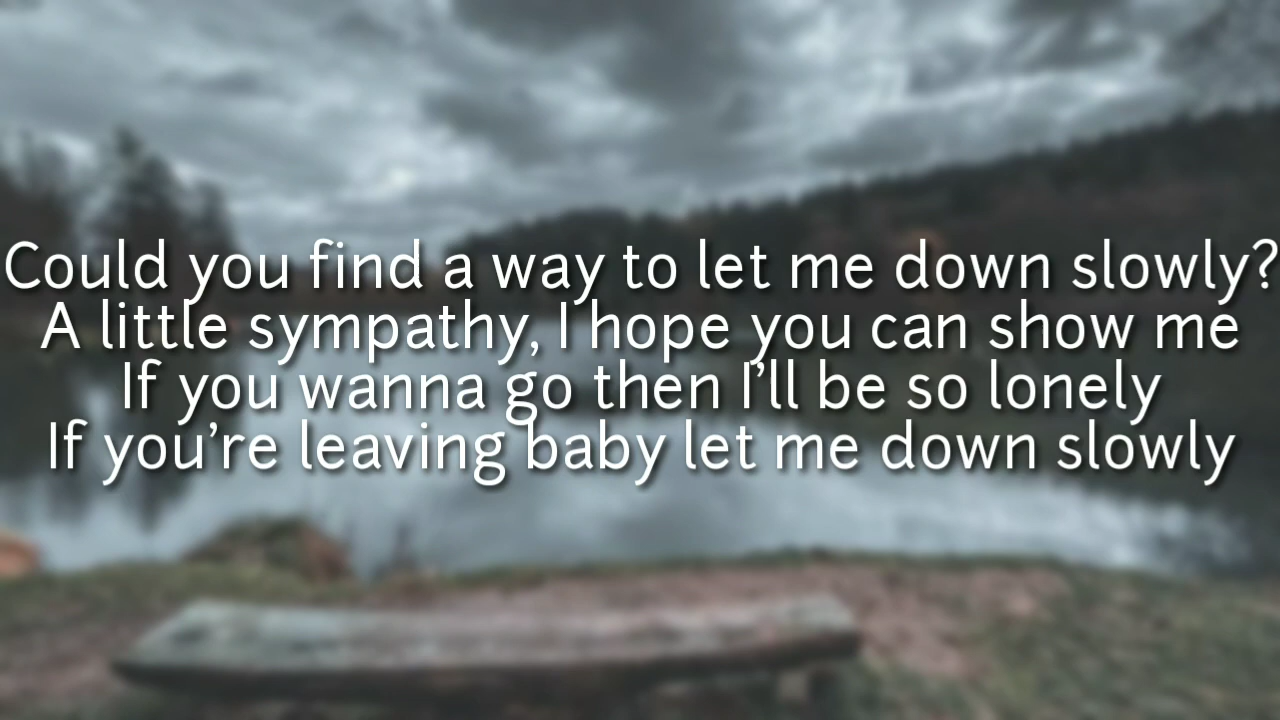 Could you find a way to let me down slowly?
A little sympathy, I hope you can show me
If you wanna go then I’ll be so lonely
If you’re leaving baby let me down slowly